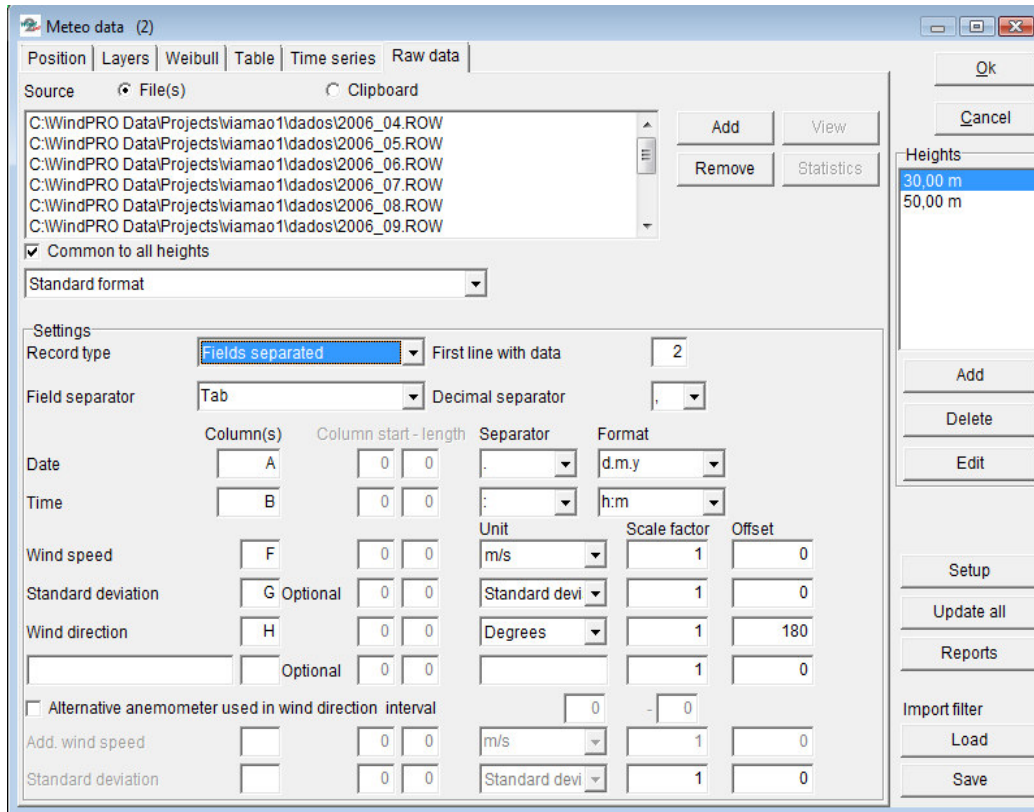 Meteo data (2)
Position Layers Weibull Table Time series Raw data
Source File(s) Clipboard
C:\WindPRO Data\Projects\viamao1\dados\2006_04.ROW
C:\WindPRO Data\Projects\viamao1\dados\2006_05.ROW
C:\WindPRO Data\Projects\viamao1\dados\2006_06.ROW
C:\WindPRO Data\Projects\viamao1\dados\2006_07.ROW
C:\WindPRO Data\Projects\viamao1\dados\2006_08.ROW
C:\WindPRO Data\Projects\viamao1\dados\2006_09.ROW
Add View
Remove Statistics
Common to all heights
Standard format
Settings
Record type Fields separated First line with data 2
Field separator Tab Decimal separator ,
Column(s) Column start - length Separator Format
Date A 0 0 . d.m.y
Time B 0 0 : h:m
Unit Scale factor Offset
Wind speed F 0 0 m/s 1 0
Standard deviation G Optional 0 0 Standard devi 1 0
Wind direction H 0 0 Degrees 1 180
Optional 0 0 1 0
Alternative anemometer used in wind direction interval 0 - 0
Add. wind speed 0 0 m/s 1 0
Standard deviation 0 0 Standard devi 1 0
Ok
Cancel
Heights
30,00 m
50,00 m
Add
Delete
Edit
Setup
Update all
Reports
Import filter
Load
Save